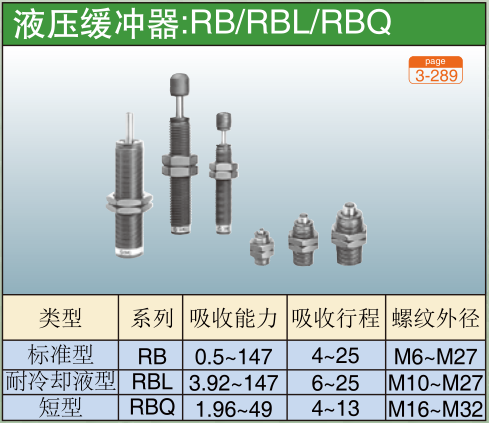 液压缓冲器:RB/RBL/RBQ
page
3-289
类型 系列 吸收能力 吸收行程 螺纹外径
标准型 RB 0.5~147 4~25 M6~M27
耐冷却液型 RBL 3.92~147 6~25 M10~M27
短型 RBQ 1.96~49 4~13 M16~M32